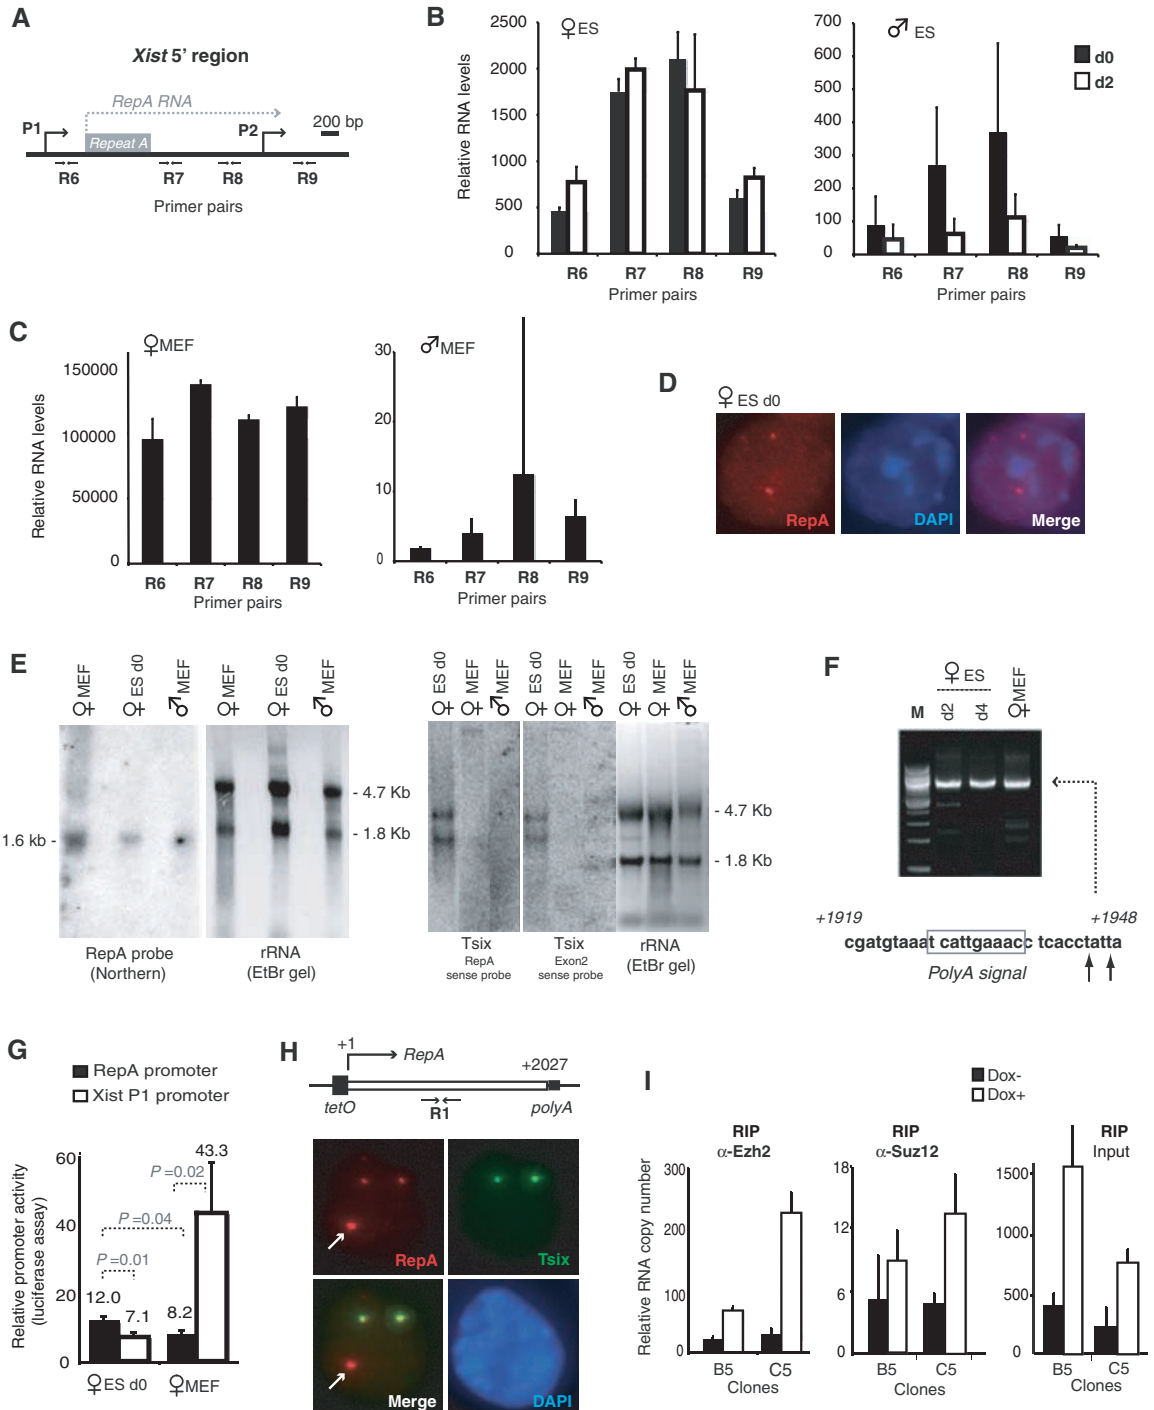 A
Xist 5' region
RepA RNA
P1
Repeat A
P2
200 bp
R6
R7
R8
R9
Primer pairs
B
♀ES
Relative RNA levels
2500
2000
1500
1000
500
0
R6
R7
R8
R9
Primer pairs
♂ ES
700
600
500
400
300
200
100
0
d0
d2
R6
R7
R8
R9
Primer pairs
C
♀MEF
Relative RNA levels
150000
100000
50000
0
R6
R7
R8
R9
Primer pairs
♂MEF
30
20
10
0
R6
R7
R8
R9
Primer pairs
D
♀ ES d0
RepA
DAPI
Merge
E
♀ MEF
♀ ES d0
♂ MEF
♀ MEF
♀ ES d0
♂ MEF
1.6 kb -
- 4.7 Kb
- 1.8 Kb
RepA probe
(Northern)
rRNA
(EtBr gel)
♀ ES d0
♀ MEF
♂ MEF
♀ ES d0
♀ MEF
♂ MEF
♀ ES d0
♀ MEF
♂ MEF
- 4.7 Kb
- 1.8 Kb
Tsix
RepA
sense probe
Tsix
Exon2
sense probe
rRNA
(EtBr gel)
F
♀ ES
M
d2
d4
♀MEF
+1919
+1948
cgatgtaaat cattgaaacc tcacctatta
PolyA signal
G
RepA promoter
Xist P1 promoter
Relative promoter activity
(luciferase assay)
60
40
20
0
43.3
P =0.02
P =0.04
P =0.01
12.0
7.1
8.2
♀ES d0
♀MEF
H
+1
RepA
+2027
tetO
R1
polyA
RepA
Tsix
Merge
DAPI
I
Dox-
Dox+
RIP
α-Ezh2
RIP
α-Suz12
RIP
Input
Relative RNA copy number
300
200
100
0
B5
C5
Clones
18
12
6
0
B5
C5
Clones
1500
1000
500
0
B5
C5
Clones